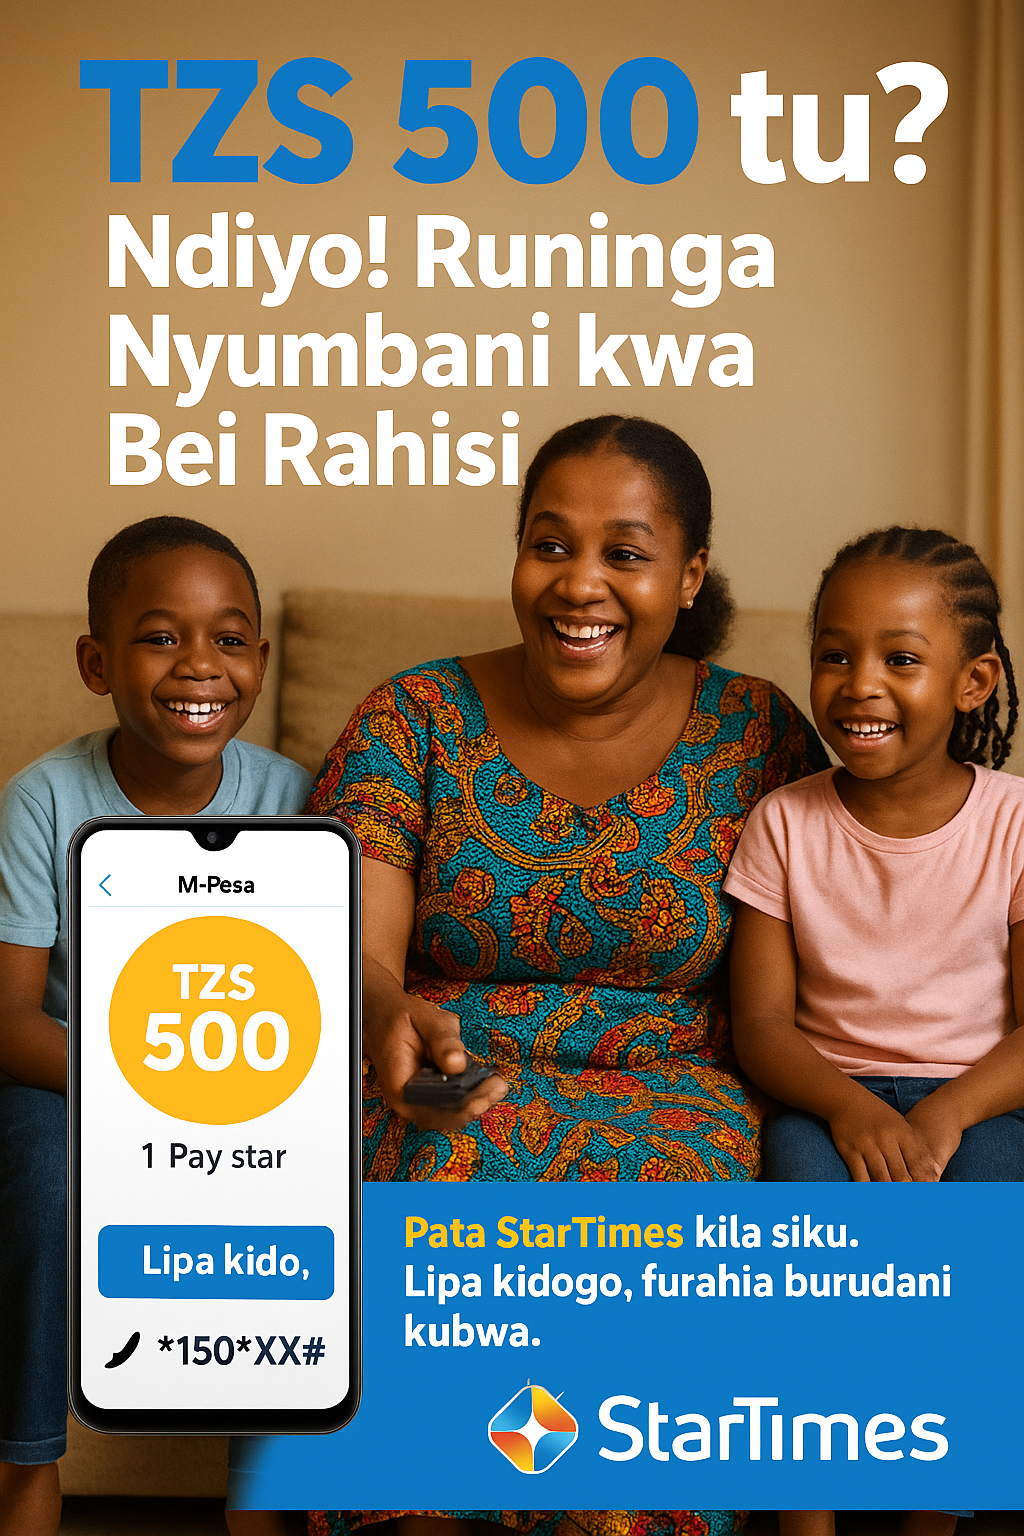 TZS 500 tu?
Ndiyo! Runinga
Nyumbani kwa
Bei Rahisi
M-Pesa
TZS
500
1 Pay star
Lipa kido,
*150*XX#
Pata StarTimes kila siku.
Lipa kidogo, furahia burudani
kubwa.
StarTimes